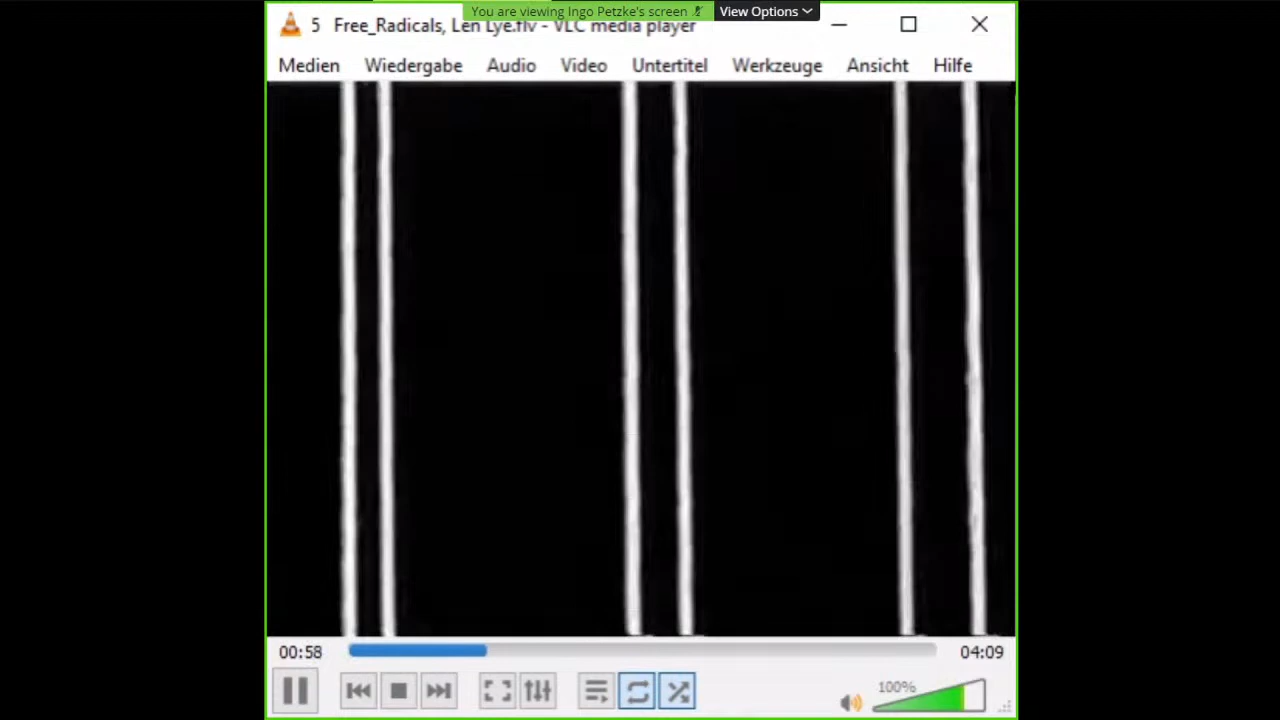 You are viewing Ingo Petzke's screen
View Options
5 Free_Radicals, Len Lye.flv - VLC media player
Medien Wiedergabe Audio Video Untertitel Werkzeuge Ansicht Hilfe
00:58 04:09
100%